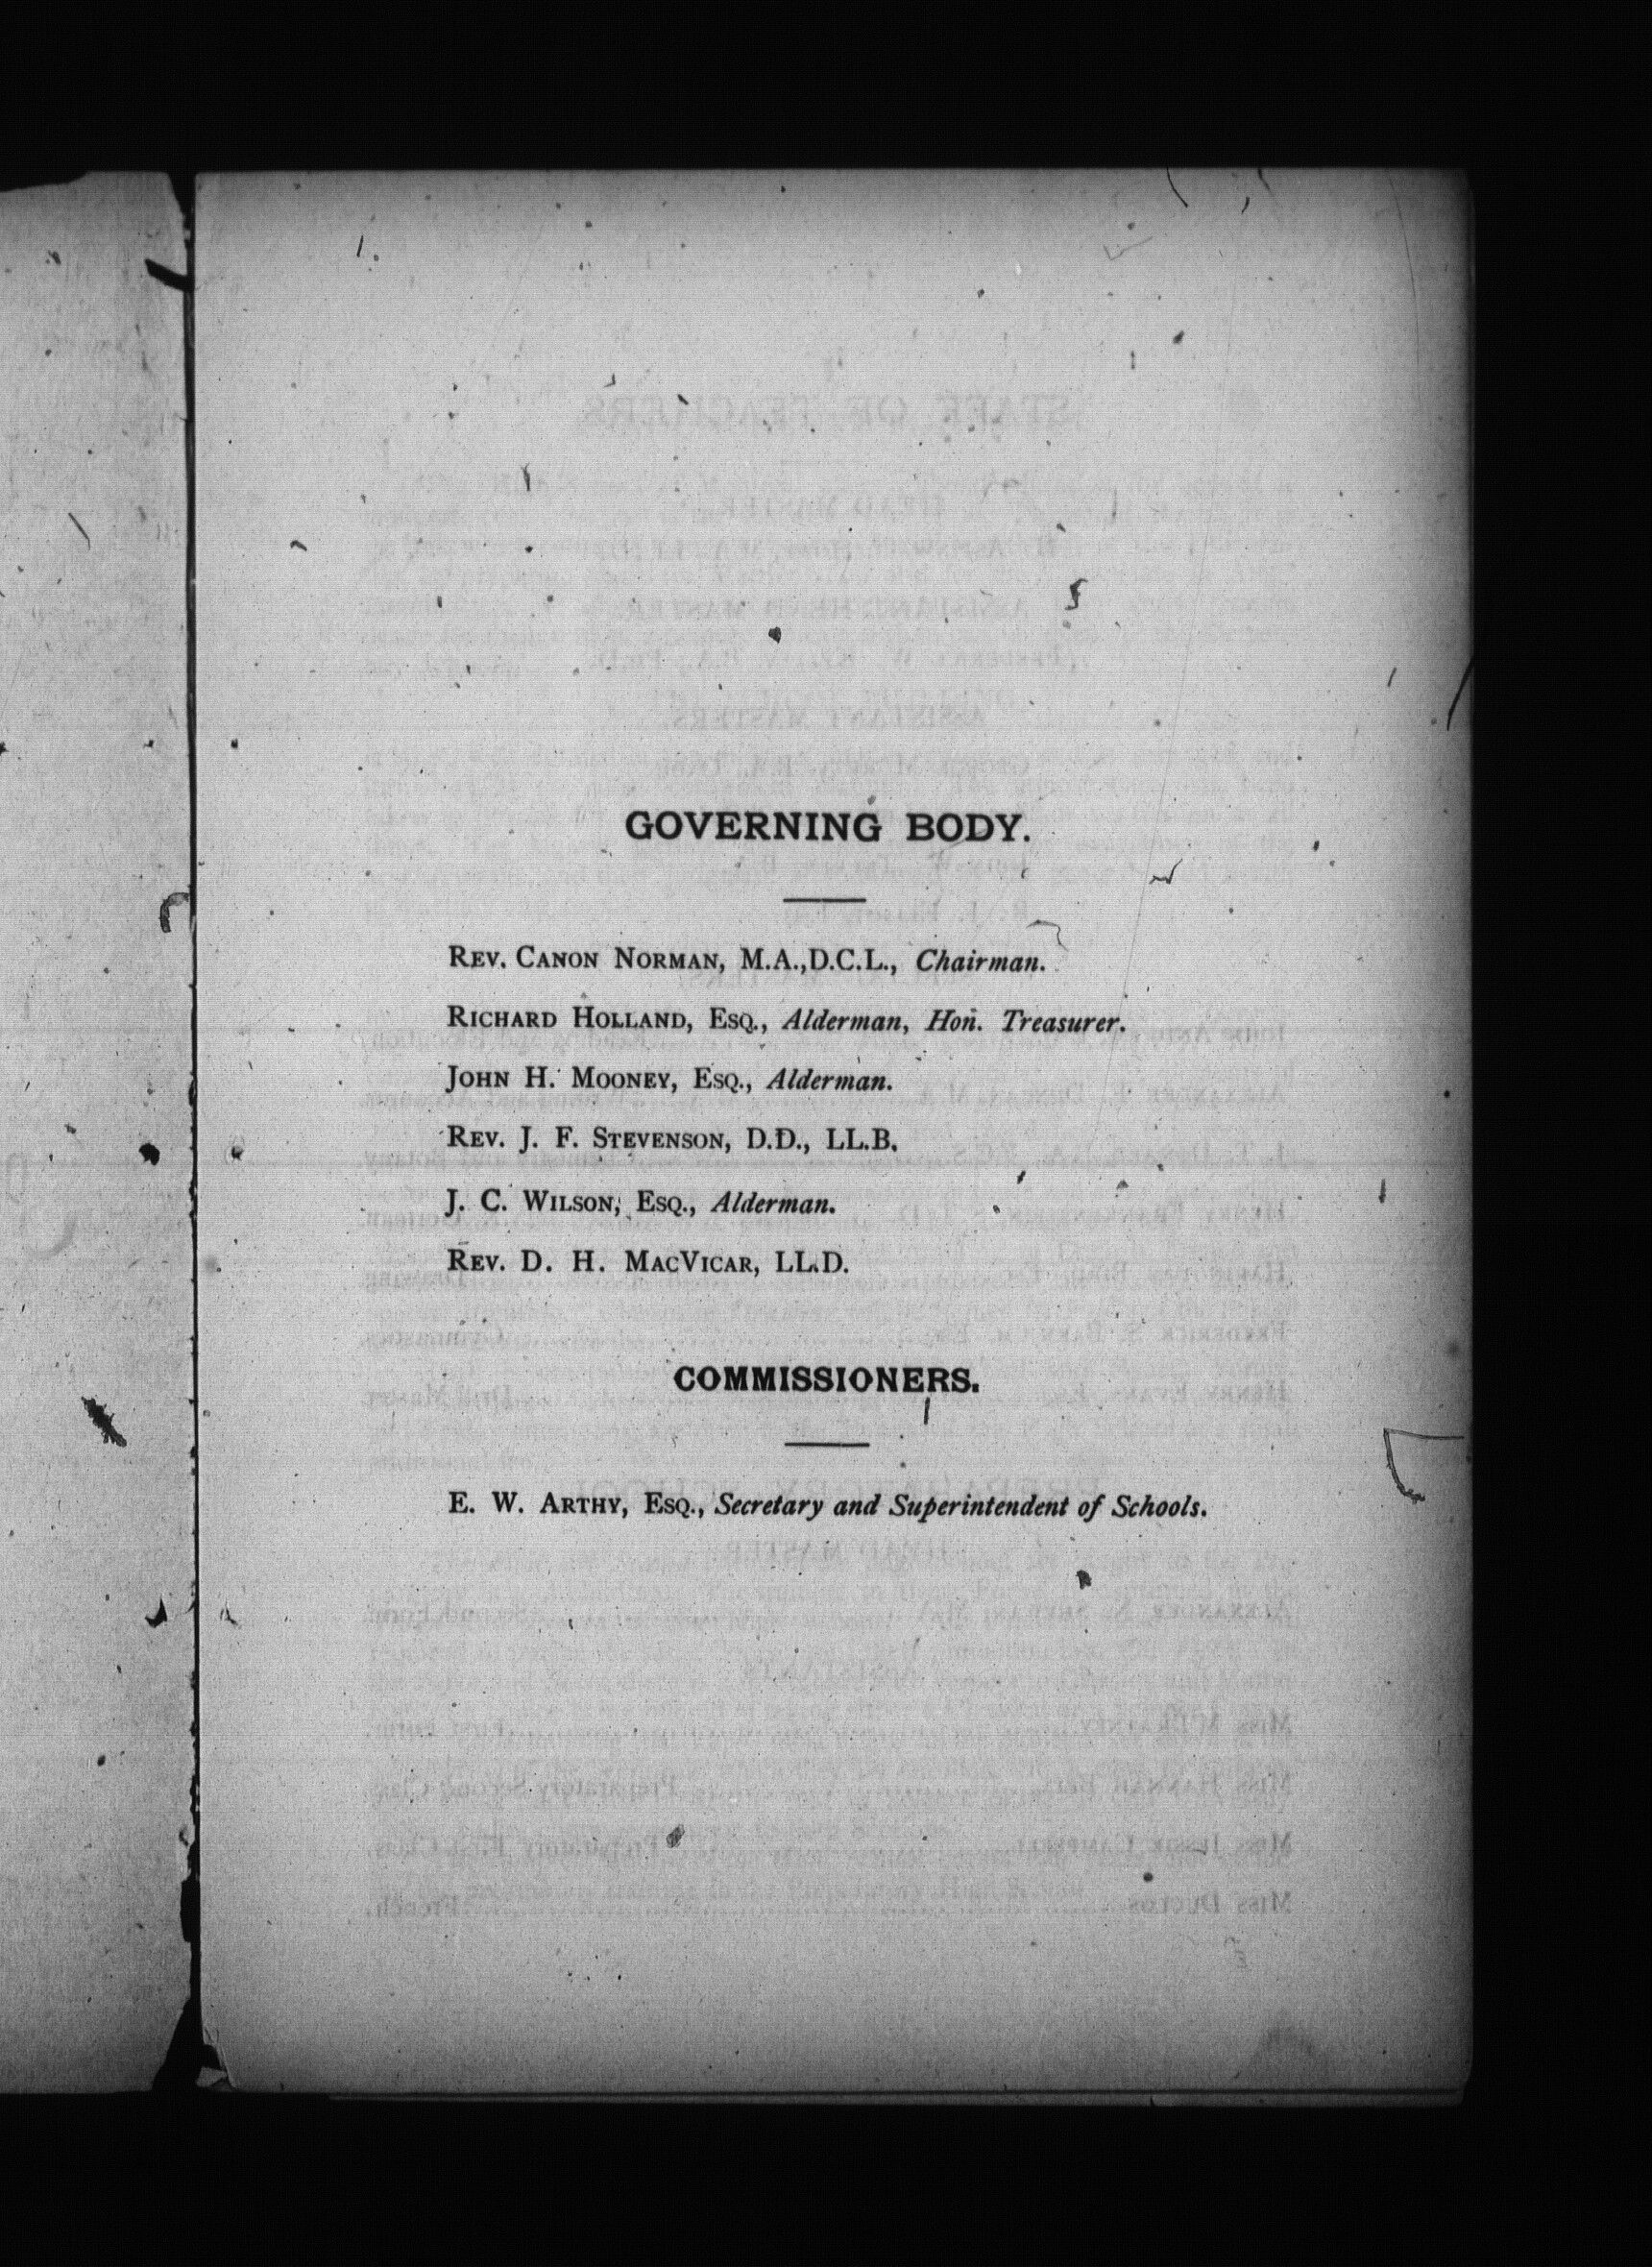 GOVERNING BODY.
REV. CANON NORMAN, M.A.,D.C.L., Chairman.
RICHARD HOLLAND, ESQ., Alderman, Hon. Treasurer.
JOHN H. MOONEY, ESQ., Alderman.
REV. J. F. STEVENSON, D.D., LL.B.
J. C. WILSON, ESQ., Alderman.
REV. D. H. MACVICAR, LL.D.
COMMISSIONERS.
E. W. ARTHY, ESQ., Secretary and Superintendent of Schools.